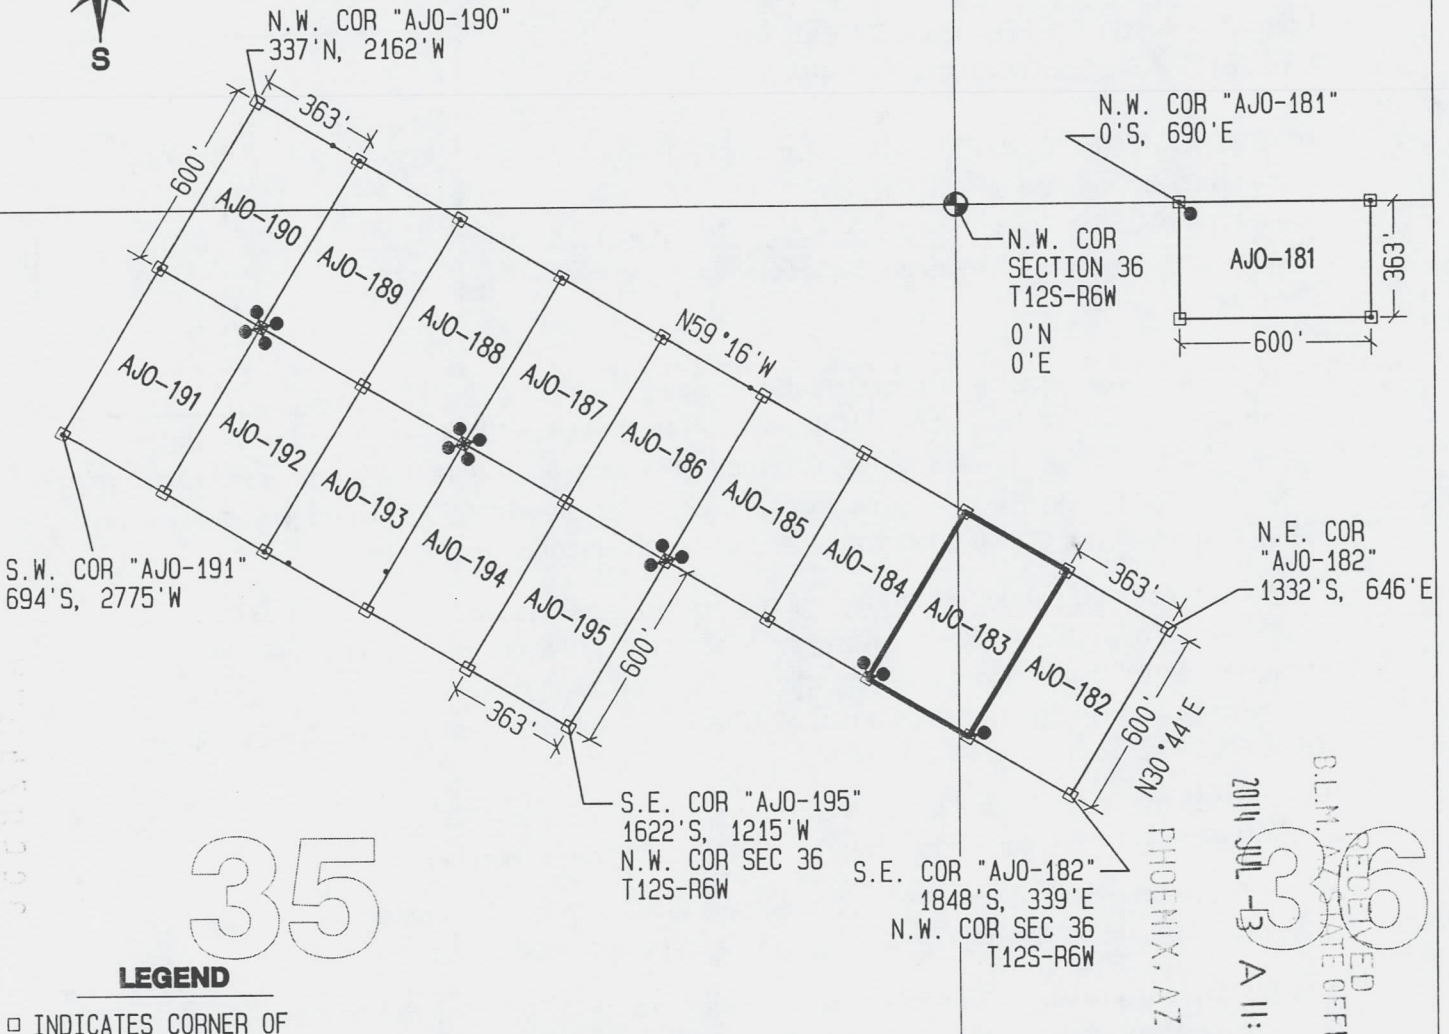 S
N.W. COR "AJO-190"
337'N, 2162'W
363'
600'
N.W. COR "AJO-181"
0'S, 690'E
AJO-181
363'
600'
N.W. COR
SECTION 36
T12S-R6W
0'N
0'E
AJO-190
AJO-189
AJO-188
AJO-187
AJO-186
AJO-185
AJO-184
AJO-183
AJO-182
N59°16'W
AJO-191
AJO-192
AJO-193
AJO-194
AJO-195
S.W. COR "AJO-191"
694'S, 2775'W
N.E. COR
"AJO-182"
1332'S, 646'E
363'
600'
N30°44'E
600'
363'
S.E. COR "AJO-195"
1622'S, 1215'W
N.W. COR SEC 36
T12S-R6W
S.E. COR "AJO-182"
1848'S, 339'E
N.W. COR SEC 36
T12S-R6W
35
36
RECEIVED
B.L.M. AZ STATE OFFI
2014 JUL -3 A 11:
PHOENIX, AZ
LEGEND
□ INDICATES CORNER OF